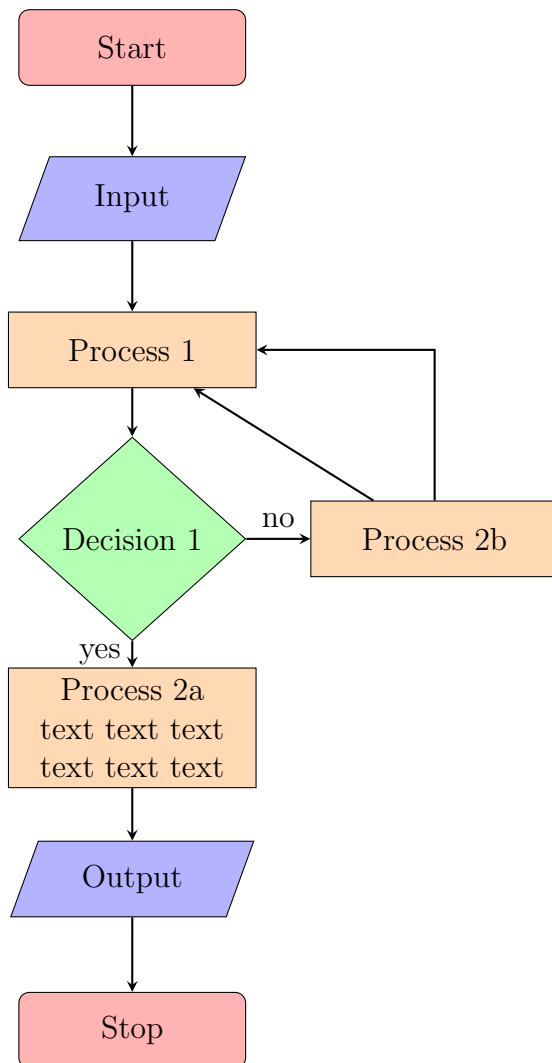 Start
Input
Process 1
Decision 1
no
Process 2b
yes
Process 2a
text text text
text text text
Output
Stop